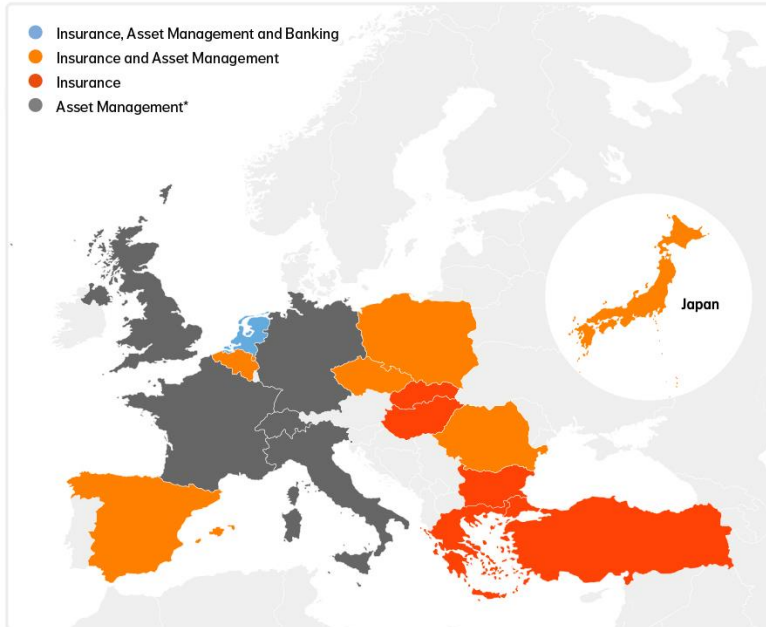 Insurance, Asset Management and Banking
Insurance and Asset Management
Insurance
Asset Management*
Japan